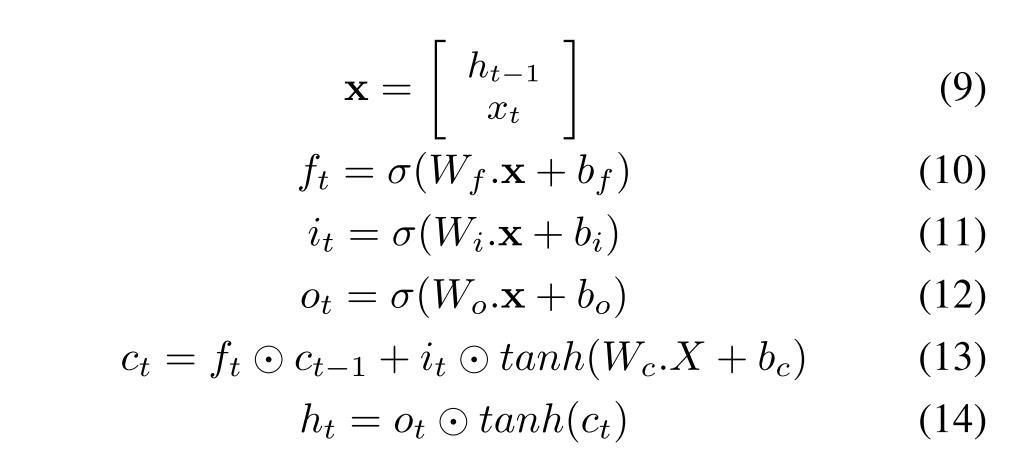 x = [ h_{t−1} x_t ] (9)
f_t = σ(W_f.x + b_f) (10)
i_t = σ(W_i.x + b_i) (11)
o_t = σ(W_o.x + b_o) (12)
c_t = f_t ⊙ c_{t−1} + i_t ⊙ tanh(W_c.X + b_c) (13)
h_t = o_t ⊙ tanh(c_t) (14)